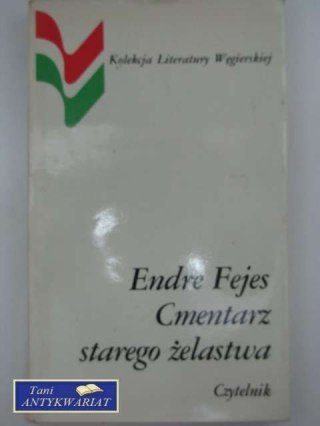 Kolekcja Literatury Węgierskiej
Endre Fejes
Cmentarz
starego żelastwa
Czytelnik
Tani
ANTYKWARIAT